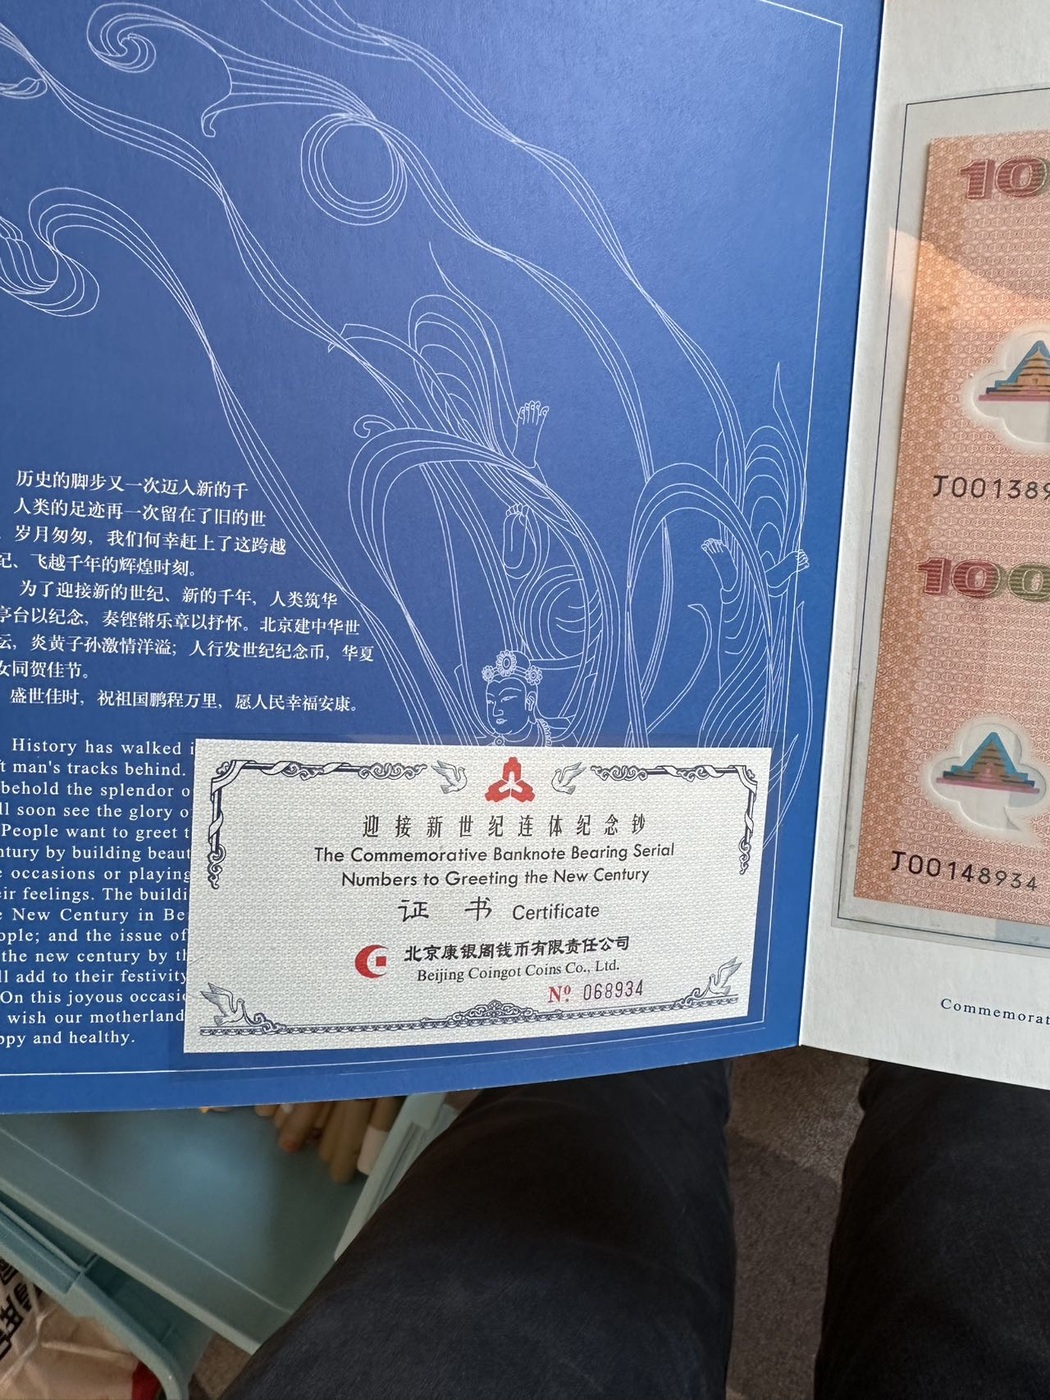 历史的脚步又一次迈入新的千
人类的足迹再一次留在了旧的世
岁月匆匆，我们何幸赶上了这跨越
纪、飞越千年的辉煌时刻。
为了迎接新的世纪、新的千年，人类筑华
亭台以纪念，奏铿锵乐章以抒怀。北京建中华世
坛，炎黄子孙激情洋溢；人行发世纪纪念币，华夏
女同贺佳节。
盛世佳时，祝祖国鹏程万里，愿人民幸福安康。
History has walked i
ft man's tracks behind.
behold the splendor o
ll soon see the glory o
People want to greet t
ntury by building beaut
e occasions or playing
eir feelings. The buildi
e New Century in Be
ople; and the issue of
the new century by th
ll add to their festivity
On this joyous occasio
wish our motherland
ppy and healthy.
迎接新世纪连体纪念钞
The Commemorative Banknote Bearing Serial
Numbers to Greeting the New Century
证 书 Certificate
北京康银阁钱币有限责任公司
Beijing Coingot Coins Co., Ltd.
Nº 068934
10
J001389
100
J00148934
Commemorat